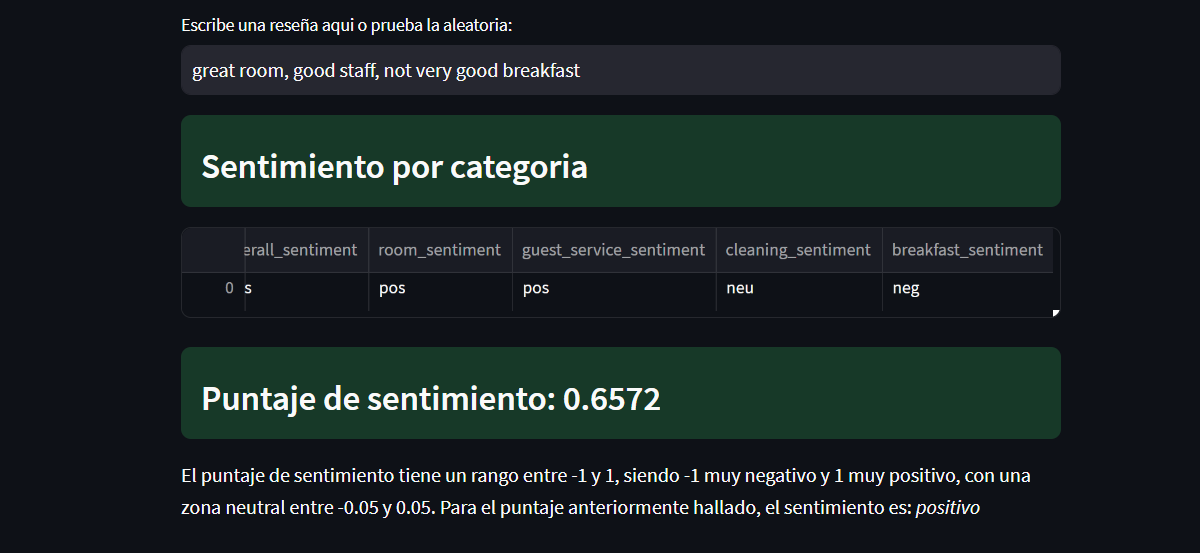 Escribe una reseña aqui o prueba la aleatoria:
great room, good staff, not very good breakfast
Sentimiento por categoria
erall_sentiment room_sentiment guest_service_sentiment cleaning_sentiment breakfast_sentiment
0 s pos pos neu neg
Puntaje de sentimiento: 0.6572
El puntaje de sentimiento tiene un rango entre -1 y 1, siendo -1 muy negativo y 1 muy positivo, con una
zona neutral entre -0.05 y 0.05. Para el puntaje anteriormente hallado, el sentimiento es: positivo